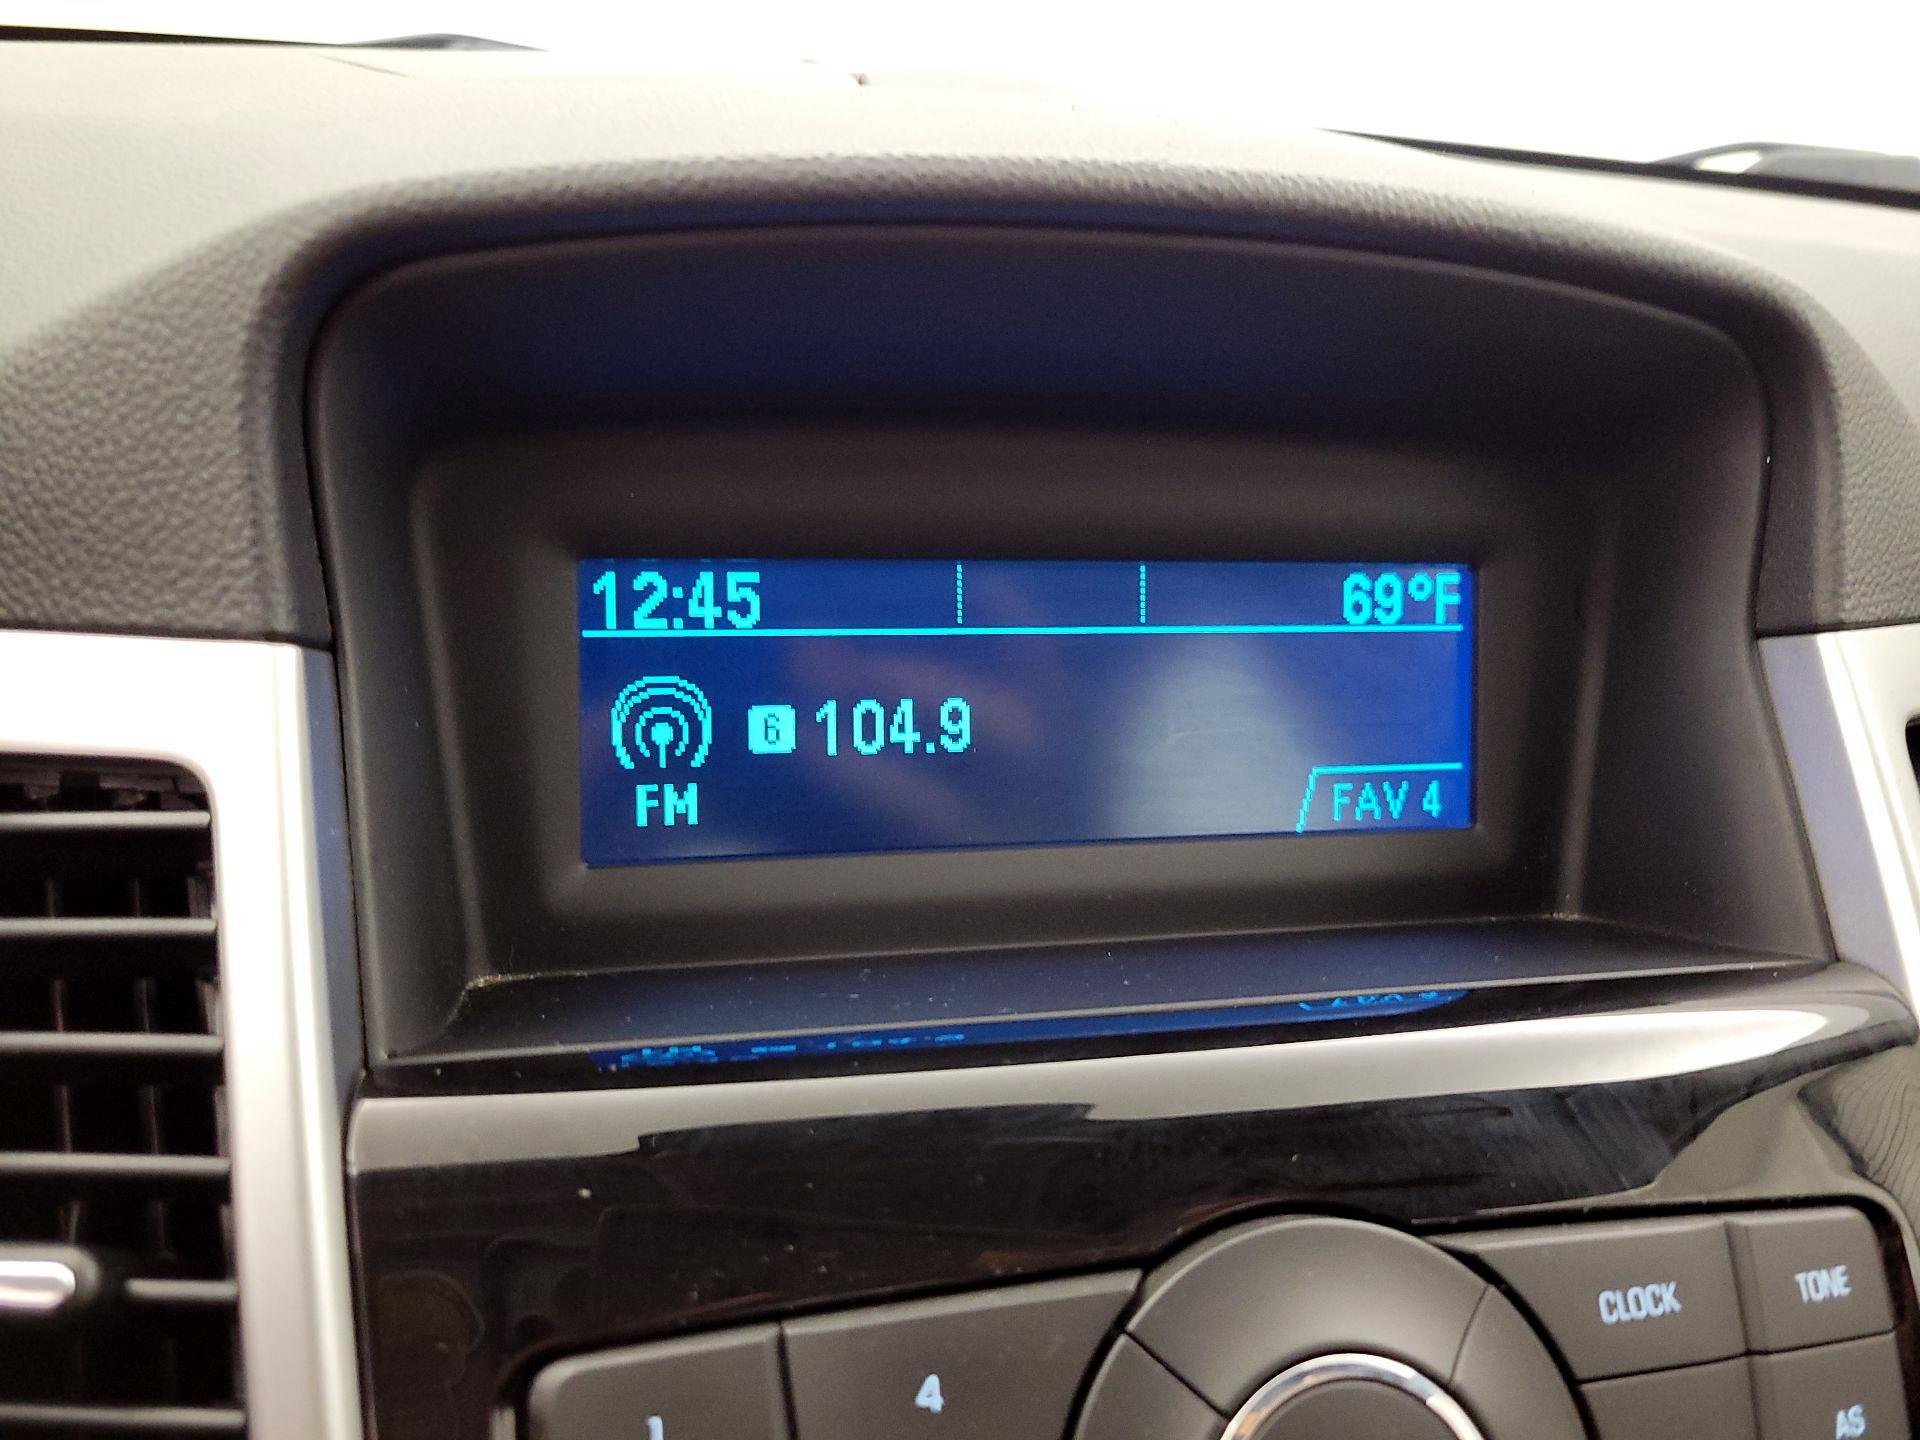 12:45 69°F
6 104.9
FM FAV 4
CLOCK TONE
4
1 AS